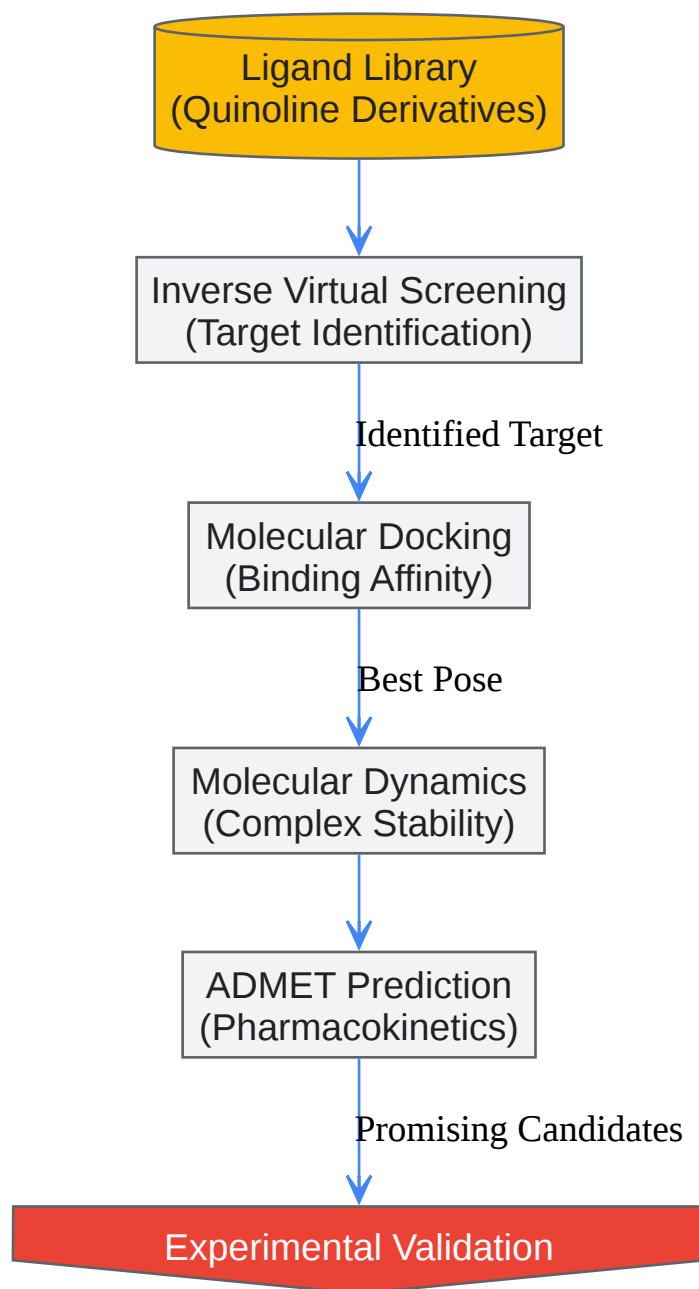 Ligand Library
(Quinoline Derivatives)
Inverse Virtual Screening
(Target Identification)
Identified Target
Molecular Docking
(Binding Affinity)
Best Pose
Molecular Dynamics
(Complex Stability)
ADMET Prediction
(Pharmacokinetics)
Promising Candidates
Experimental Validation